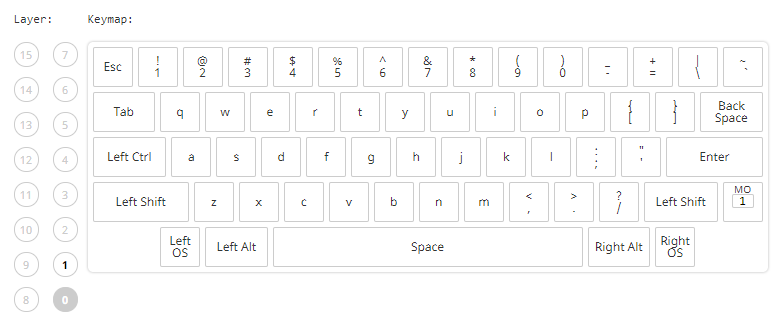 Layer: Keymap:
15 7
14 6
13 5
12 4
11 3
10 2
9 1
8 0
Esc ! 1 @ 2 # 3 $ 4 % 5 ^ 6 & 7 * 8 ( 9 ) 0 _ - + = | \ ~ `
Tab q w e r t y u i o p { [ } ] Back Space
Left Ctrl a s d f g h j k l : ; " ' Enter
Left Shift z x c v b n m < , > . ? / Left Shift MO 1
Left OS Left Alt Space Right Alt Right OS